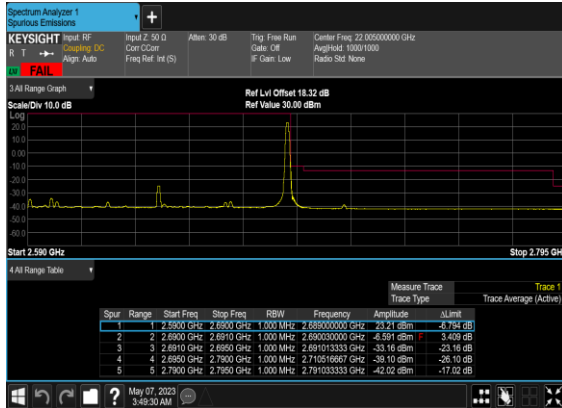 Spectrum Analyzer 1
Spurious Emissions
+
KEYSIGHT Input: RF Input Z: 50 Ω Atten: 30 dB Trig: Free Run Center Freq: 22.005000000 GHz
R T Coupling: DC Corr CCorr Gate: Off Avg|Hold: 1000/1000
Align: Auto Freq Ref: Int (S) IF Gain: Low Radio Std: None
LV FAIL
3 All Range Graph
Ref Lvl Offset 18.32 dB
Scale/Div 10.0 dB Ref Value 30.00 dBm
Log
20.0
10.0
0.00
-10.0
-20.0
-30.0
-40.0
-50.0
-60.0
Start 2.590 GHz Stop 2.795 GH
4 All Range Table
Measure Trace Trace 1
Trace Type Trace Average (Active)
Spur Range Start Freq Stop Freq RBW Frequency Amplitude ΔLimit
1 1 2.5900 GHz 2.6900 GHz 1.000 MHz 2.689000000 GHz 23.21 dBm -6.794 dB
2 2 2.6900 GHz 2.6910 GHz 1.000 MHz 2.690030000 GHz -6.591 dBm F 3.409 dB
3 3 2.6910 GHz 2.6950 GHz 1.000 MHz 2.691013333 GHz -33.16 dBm -23.16 dB
4 4 2.6950 GHz 2.7900 GHz 1.000 MHz 2.710516667 GHz -39.10 dBm -26.10 dB
5 5 2.7900 GHz 2.7950 GHz 1.000 MHz 2.791033333 GHz -42.02 dBm -17.02 dB
? May 07, 2023
3:49:30 AM